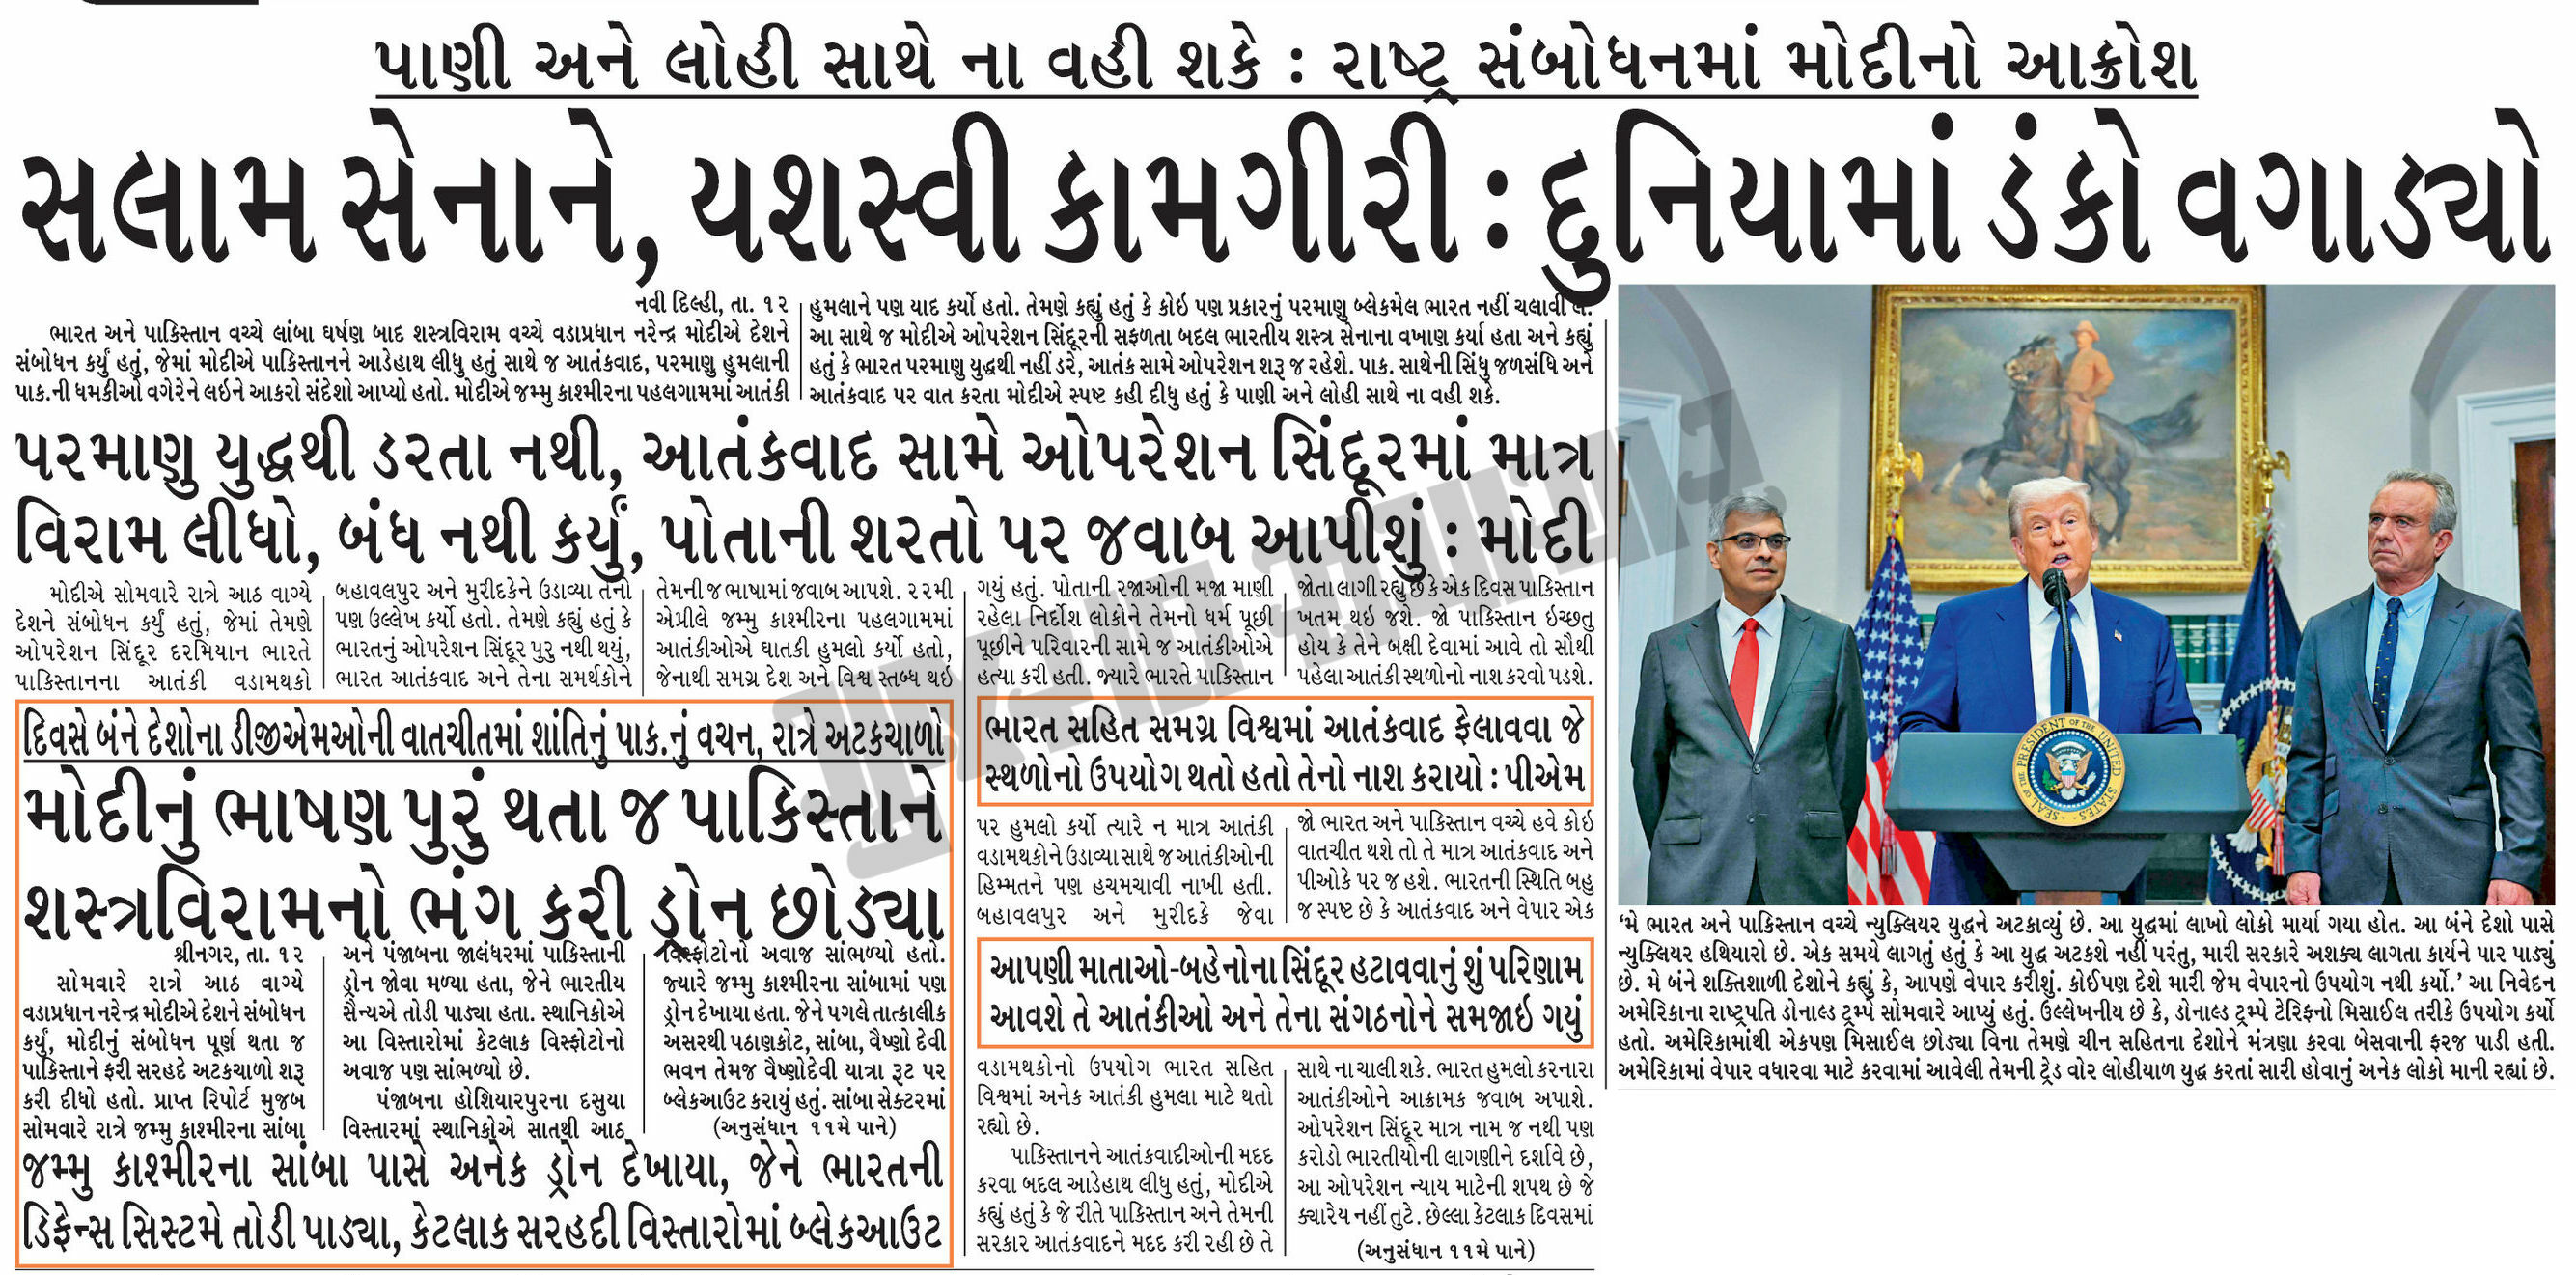 પાણી અને લોહી સાથે ના વહી શકે : રાષ્ટ્ર સંબોધનમાં મોદીનો આક્રોશ
સલામ સેનાને, યશસ્વી કામગીરી : દુનિયામાં ડંકો વગાડ્યો
નવી દિલ્હી, તા. ૧૨
ભારત અને પાકિસ્તાન વચ્ચે લાંબા ઘર્ષણ બાદ શસ્ત્રવિરામ વચ્ચે વડાપ્રધાન નરેન્દ્ર મોદીએ દેશને
સંબોધન કર્યું હતું, જેમાં મોદીએ પાકિસ્તાનને આડેહાથ લીધુ હતું સાથે જ આતંકવાદ, પરમાણુ હુમલાની
પાક.ની ધમકીઓ વગેરેને લઇને આકરો સંદેશો આપ્યો હતો. મોદીએ જમ્મુ કાશ્મીરના પહલગામમાં આતંકી
હુમલાને પણ યાદ કર્યો હતો. તેમણે કહ્યું હતું કે કોઇ પણ પ્રકારનું પરમાણુ બ્લેકમેલ ભારત નહીં ચલાવી લે.
આ સાથે જ મોદીએ ઓપરેશન સિંદૂરની સફળતા બદલ ભારતીય શસ્ત્ર સેનાના વખાણ કર્યા હતા અને કહ્યું
હતું કે ભારત પરમાણુ યુદ્ધથી નહીં ડરે, આતંક સામે ઓપરેશન શરૂ જ રહેશે. પાક. સાથેની સિંધુ જળસંધિ અને
આતંકવાદ પર વાત કરતા મોદીએ સ્પષ્ટ કહી દીધુ હતું કે પાણી અને લોહી સાથે ના વહી શકે.
પરમાણુ યુદ્ધથી ડરતા નથી, આતંકવાદ સામે ઓપરેશન સિંદૂરમાં માત્ર
વિરામ લીધો, બંધ નથી કર્યું, પોતાની શરતો પર જવાબ આપીશું : મોદી
મોદીએ સોમવારે રાત્રે આઠ વાગ્યે
દેશને સંબોધન કર્યું હતું, જેમાં તેમણે
ઓપરેશન સિંદૂર દરમિયાન ભારતે
પાકિસ્તાનના આતંકી વડામથકો
બહાવલપુર અને મુરીદકેને ઉડાવ્યા તેનો
પણ ઉલ્લેખ કર્યો હતો. તેમણે કહ્યું હતું કે
ભારતનું ઓપરેશન સિંદૂર પુરુ નથી થયું,
ભારત આતંકવાદ અને તેના સમર્થકોને
તેમની જ ભાષામાં જવાબ આપશે. ૨૨મી
એપ્રીલે જમ્મુ કાશ્મીરના પહલગામમાં
આતંકીઓએ ઘાતકી હુમલો કર્યો હતો,
જેનાથી સમગ્ર દેશ અને વિશ્વ સ્તબ્ધ થઇ
ગયું હતું. પોતાની રજાઓની મજા માણી
રહેલા નિર્દોશ લોકોને તેમનો ધર્મ પૂછી
પૂછીને પરિવારની સામે જ આતંકીઓએ
હત્યા કરી હતી. જ્યારે ભારતે પાકિસ્તાન
જોતા લાગી રહ્યું છે કે એક દિવસ પાકિસ્તાન
ખતમ થઇ જશે. જો પાકિસ્તાન ઇચ્છતુ
હોય કે તેને બક્ષી દેવામાં આવે તો સૌથી
પહેલા આતંકી સ્થળોનો નાશ કરવો પડશે.
દિવસે બંને દેશોના ડીજીએમઓની વાતચીતમાં શાંતિનું પાક.નું વચન, રાત્રે અટકચાળો
મોદીનું ભાષણ પુરું થતા જ પાકિસ્તાને
શસ્ત્રવિરામનો ભંગ કરી ડ્રોન છોડ્યા
શ્રીનગર, તા. ૧૨
સોમવારે રાત્રે આઠ વાગ્યે
વડાપ્રધાન નરેન્દ્ર મોદીએ દેશને સંબોધન
કર્યું, મોદીનું સંબોધન પૂર્ણ થતા જ
પાકિસ્તાને ફરી સરહદે અટકચાળો શરૂ
કરી દીધો હતો. પ્રાપ્ત રિપોર્ટ મુજબ
સોમવારે રાત્રે જમ્મુ કાશ્મીરના સાંબા
અને પંજાબના જાલંધરમાં પાકિસ્તાની
ડ્રોન જોવા મળ્યા હતા, જેને ભારતીય
સૈન્યએ તોડી પાડ્યા હતા. સ્થાનિકોએ
આ વિસ્તારોમાં કેટલાક વિસ્ફોટોનો
અવાજ પણ સાંભળ્યો છે.
પંજાબના હોશિયારપુરના દસુયા
વિસ્તારમાં સ્થાનિકોએ સાતથી આઠ
વિસ્ફોટોનો અવાજ સાંભળ્યો હતો.
જ્યારે જમ્મુ કાશ્મીરના સાંબામાં પણ
ડ્રોન દેખાયા હતા. જેને પગલે તાત્કાલીક
અસરથી પઠાણકોટ, સાંબા, વૈષ્ણો દેવી
ભવન તેમજ વૈષ્ણોદેવી યાત્રા રૂટ પર
બ્લેકઆઉટ કરાયું હતું. સાંબા સેક્ટરમાં
(અનુસંધાન ૧૧મે પાને)
જમ્મુ કાશ્મીરના સાંબા પાસે અનેક ડ્રોન દેખાયા, જેને ભારતની
ડિફેન્સ સિસ્ટમે તોડી પાડ્યા, કેટલાક સરહદી વિસ્તારોમાં બ્લેકઆઉટ
ભારત સહિત સમગ્ર વિશ્વમાં આતંકવાદ ફેલાવવા જે
સ્થળોનો ઉપયોગ થતો હતો તેનો નાશ કરાયો : પીએમ
પર હુમલો કર્યો ત્યારે ન માત્ર આતંકી
વડામથકોને ઉડાવ્યા સાથે જ આતંકીઓની
હિમ્મતને પણ હચમચાવી નાખી હતી.
બહાવલપુર અને મુરીદકે જેવા
જો ભારત અને પાકિસ્તાન વચ્ચે હવે કોઇ
વાતચીત થશે તો તે માત્ર આતંકવાદ અને
પીઓકે પર જ હશે. ભારતની સ્થિતિ બહુ
જ સ્પષ્ટ છે કે આતંકવાદ અને વેપાર એક
આપણી માતાઓ-બહેનોના સિંદૂર હટાવવાનું શું પરિણામ
આવશે તે આતંકીઓ અને તેના સંગઠનોને સમજાઇ ગયું
વડામથકોનો ઉપયોગ ભારત સહિત
વિશ્વમાં અનેક આતંકી હુમલા માટે થતો
રહ્યો છે.
પાકિસ્તાનને આતંકવાદીઓની મદદ
કરવા બદલ આડેહાથ લીધુ હતું, મોદીએ
કહ્યું હતું કે જે રીતે પાકિસ્તાન અને તેમની
સરકાર આતંકવાદને મદદ કરી રહી છે તે
સાથે ના ચાલી શકે. ભારત હુમલો કરનારા
આતંકીઓને આક્રામક જવાબ અપાશે.
ઓપરેશન સિંદૂર માત્ર નામ જ નથી પણ
કરોડો ભારતીયોની લાગણીને દર્શાવે છે,
આ ઓપરેશન ન્યાય માટેની શપથ છે જે
ક્યારેય નહીં તુટે. છેલ્લા કેટલાક દિવસમાં
(અનુસંધાન ૧૧મે પાને)
SEAL OF THE PRESIDENT OF THE UNITED STATES
‘મે ભારત અને પાકિસ્તાન વચ્ચે ન્યુક્લિયર યુદ્ધને અટકાવ્યું છે. આ યુદ્ધમાં લાખો લોકો માર્યા ગયા હોત. આ બંને દેશો પાસે
ન્યુક્લિયર હથિયારો છે. એક સમયે લાગતું હતું કે આ યુદ્ધ અટકશે નહીં પરંતુ, મારી સરકારે અશક્ય લાગતા કાર્યને પાર પાડ્યું
છે. મે બંને શક્તિશાળી દેશોને કહ્યું કે, આપણે વેપાર કરીશું. કોઈપણ દેશે મારી જેમ વેપારનો ઉપયોગ નથી કર્યો.’ આ નિવેદન
અમેરિકાના રાષ્ટ્રપતિ ડોનાલ્ડ ટ્રમ્પે સોમવારે આપ્યું હતું. ઉલ્લેખનીય છે કે, ડોનાલ્ડ ટ્રમ્પે ટેરિફનો મિસાઈલ તરીકે ઉપયોગ કર્યો
હતો. અમેરિકામાંથી એકપણ મિસાઈલ છોડ્યા વિના તેમણે ચીન સહિતના દેશોને મંત્રણા કરવા બેસવાની ફરજ પાડી હતી.
અમેરિકામાં વેપાર વધારવા માટે કરવામાં આવેલી તેમની ટ્રેડ વોર લોહીયાળ યુદ્ધ કરતાં સારી હોવાનું અનેક લોકો માની રહ્યાં છે.
ગુજરાત સમાચાર